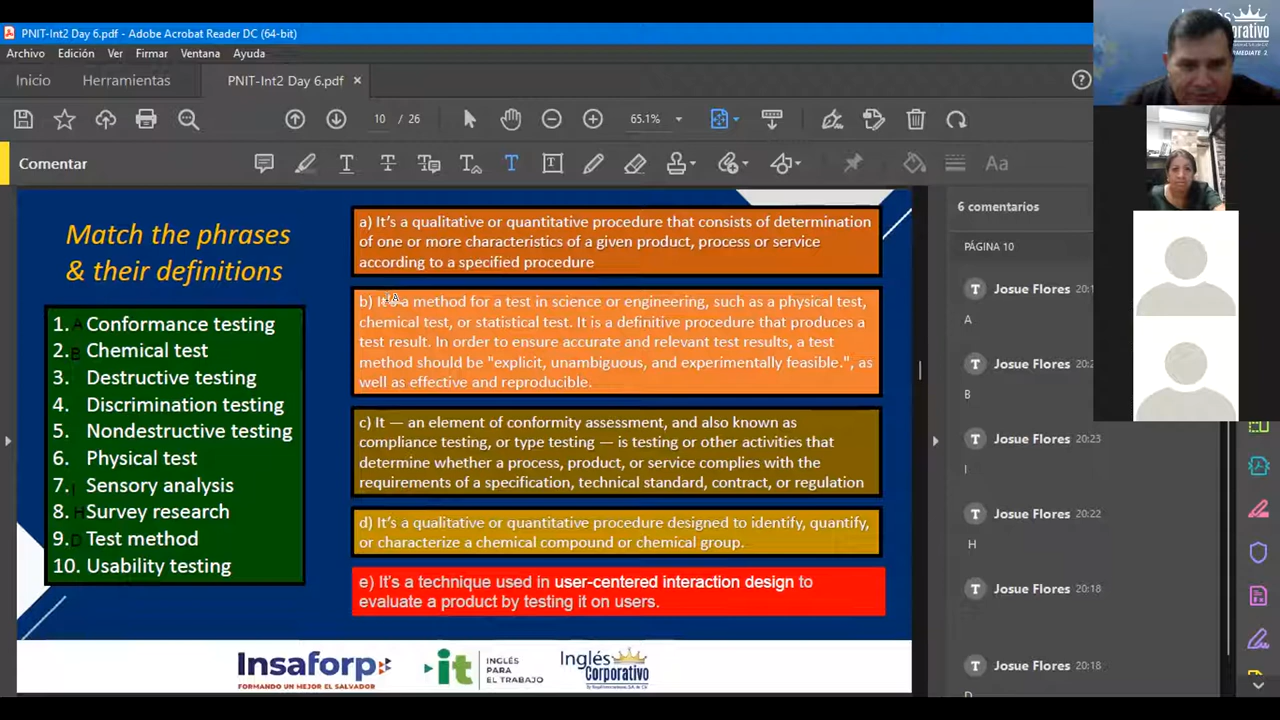 PNIT-Int2 Day 6.pdf - Adobe Acrobat Reader DC (64-bit)
Archivo Edición Ver Firmar Ventana Ayuda
Inicio Herramientas PNIT-Int2 Day 6.pdf ×
10 / 26 65.1%
Comentar
Aa
Match the phrases
& their definitions
1. A Conformance testing
2. B Chemical test
3. Destructive testing
4. Discrimination testing
5. Nondestructive testing
6. Physical test
7. I Sensory analysis
8. H Survey research
9. D Test method
10. Usability testing
a) It's a qualitative or quantitative procedure that consists of determination
of one or more characteristics of a given product, process or service
according to a specified procedure
b) It's a method for a test in science or engineering, such as a physical test,
chemical test, or statistical test. It is a definitive procedure that produces a
test result. In order to ensure accurate and relevant test results, a test
method should be "explicit, unambiguous, and experimentally feasible.", as
well as effective and reproducible.
c) It — an element of conformity assessment, and also known as
compliance testing, or type testing — is testing or other activities that
determine whether a process, product, or service complies with the
requirements of a specification, technical standard, contract, or regulation
d) It's a qualitative or quantitative procedure designed to identify, quantify,
or characterize a chemical compound or chemical group.
e) It's a technique used in user-centered interaction design to
evaluate a product by testing it on users.
Insaforp
FORMANDO UN MEJOR EL SALVADOR
it
INGLÉS
PARA
EL TRABAJO
Inglés
Corporativo
6 comentarios
PÁGINA 10
Josue Flores
A
Josue Flores
B
Josue Flores 20:23
I
Josue Flores 20:22
H
Josue Flores 20:18
Josue Flores 20:18